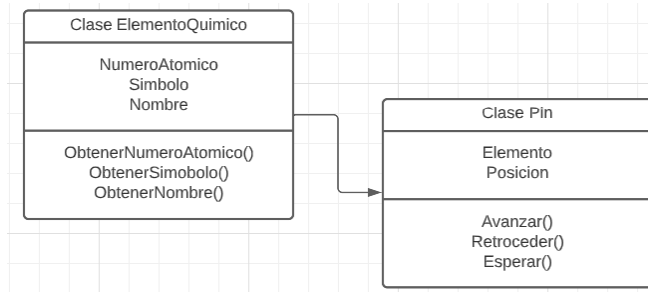 Clase ElementoQuimico
NumeroAtomico
Simbolo
Nombre
ObtenerNumeroAtomico()
ObtenerSimobolo()
ObtenerNombre()
Clase Pin
Elemento
Posicion
Avanzar()
Retroceder()
Esperar()